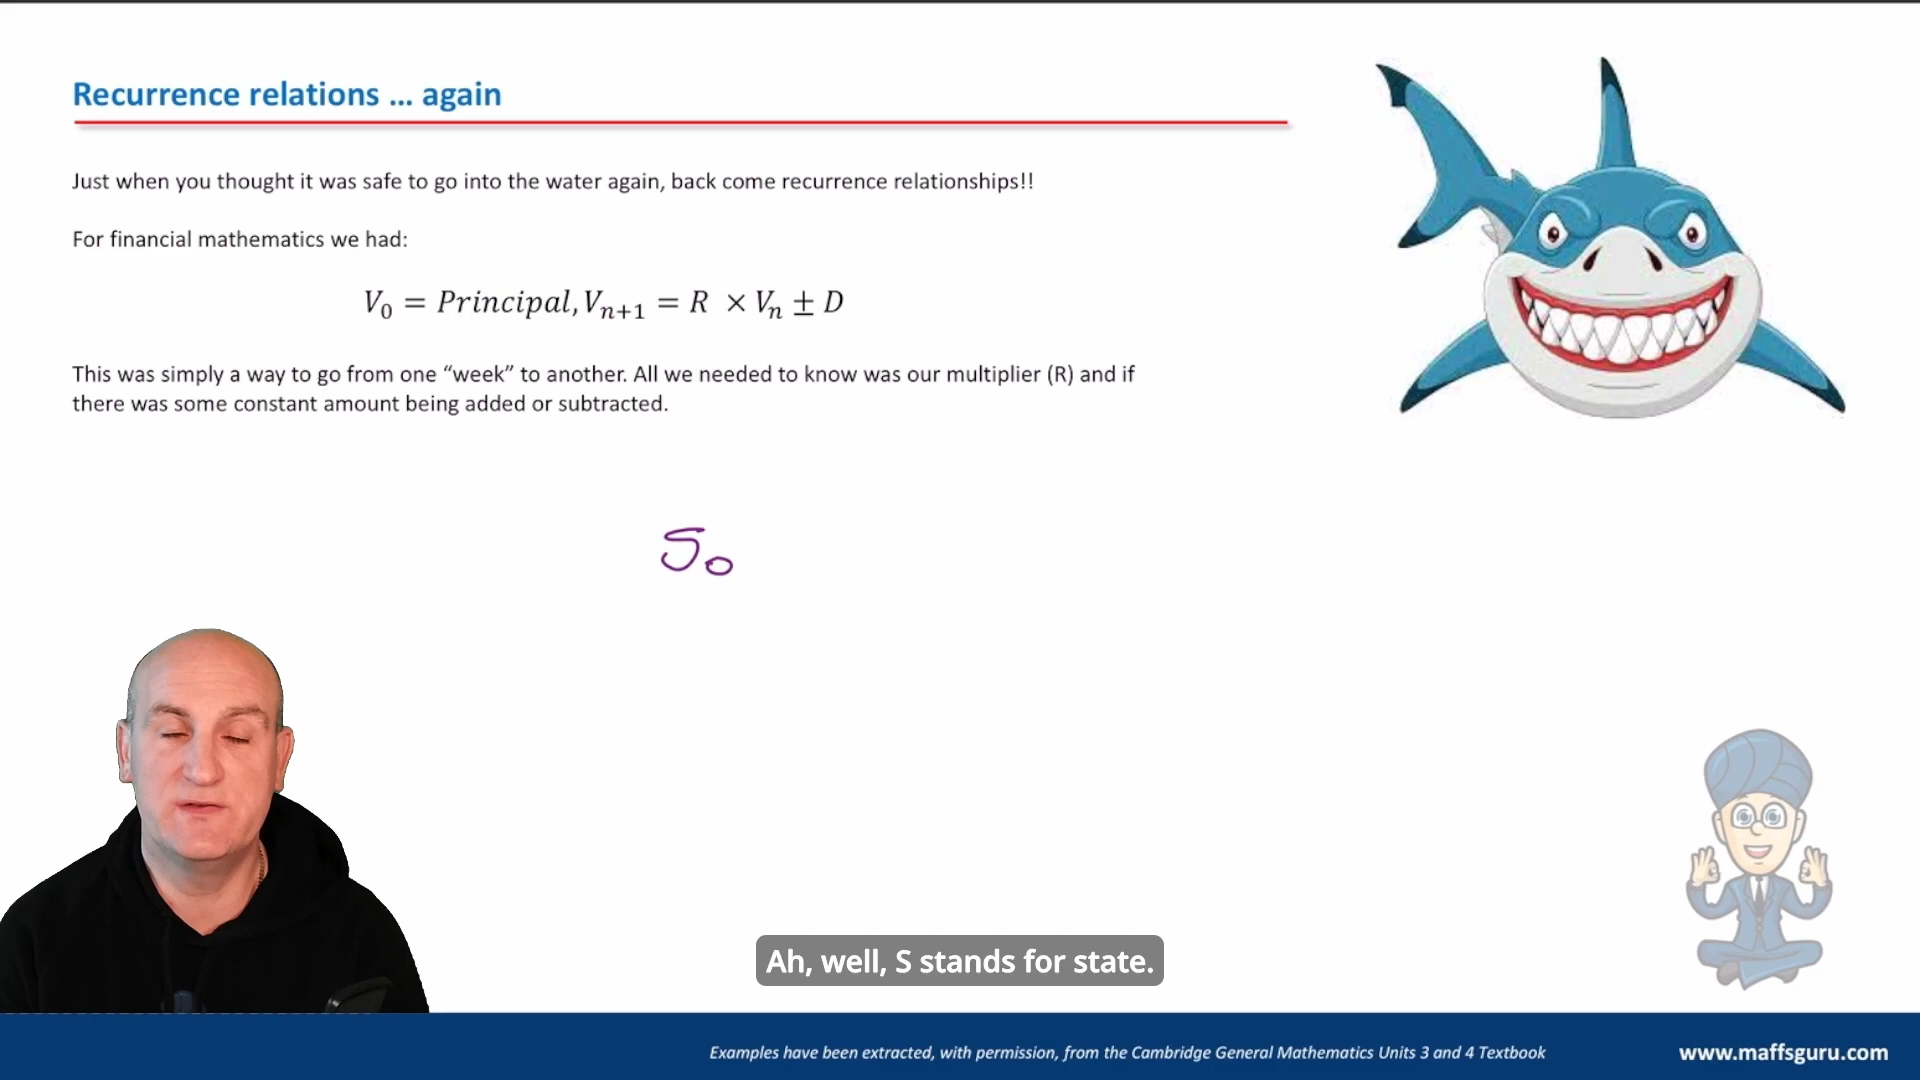 Recurrence relations ... again
Just when you thought it was safe to go into the water again, back come recurrence relationships!!
For financial mathematics we had:
V₀ = Principal, Vₙ₊₁ = R × Vₙ ± D
This was simply a way to go from one “week” to another. All we needed to know was our multiplier (R) and if
there was some constant amount being added or subtracted.
S₀
Ah, well, S stands for state.
Examples have been extracted, with permission, from the Cambridge General Mathematics Units 3 and 4 Textbook
www.maffsguru.com